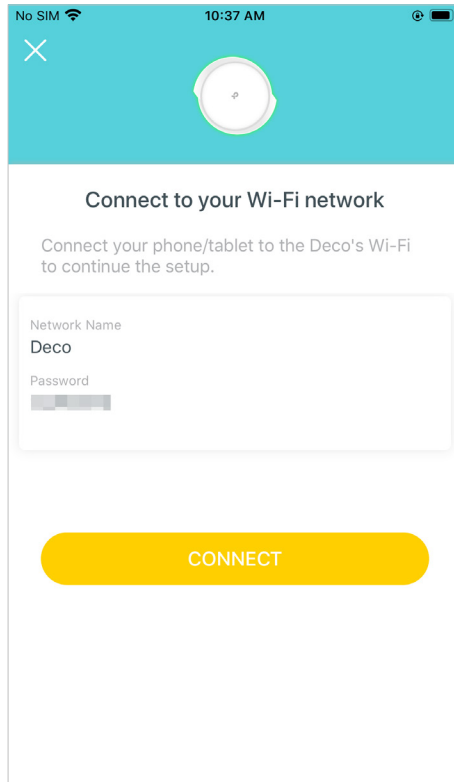 No SIM 10:37 AM
Connect to your Wi-Fi network
Connect your phone/tablet to the Deco's Wi-Fi
to continue the setup.
Network Name
Deco
Password
CONNECT